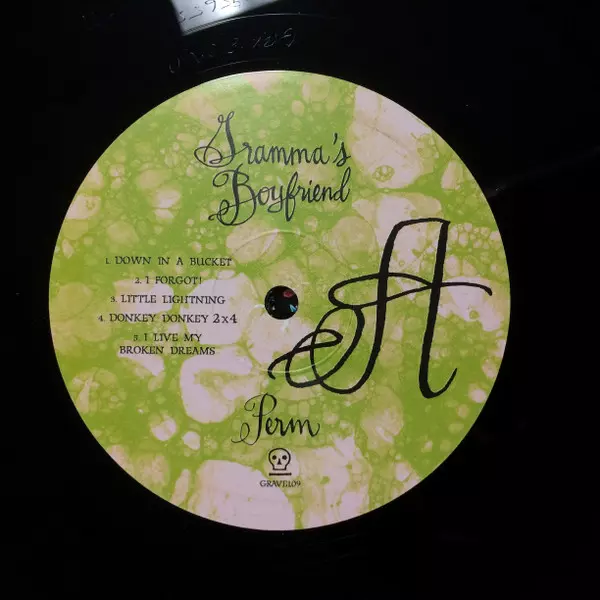 Gramma's
Boyfriend
1. DOWN IN A BUCKET
2. I FORGOT!
3. LITTLE LIGHTNING
4. DONKEY DONKEY 2x4
5. I LIVE MY
BROKEN DREAMS
A
Perm
GRAVE109